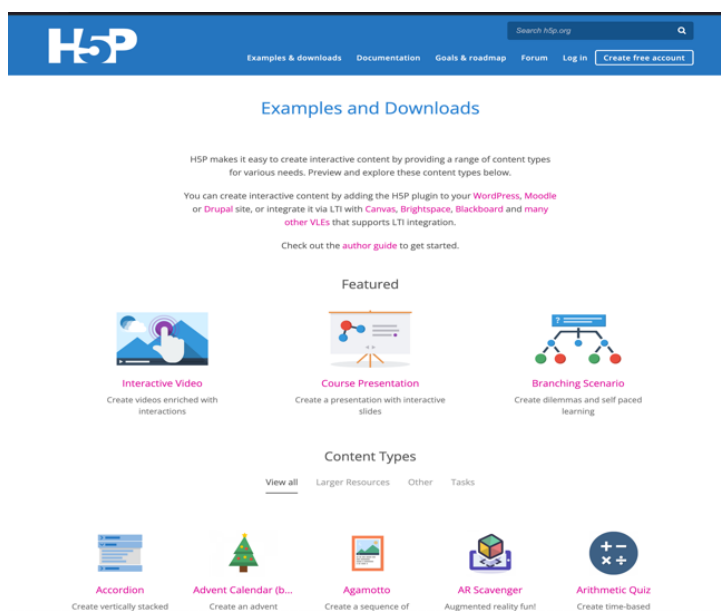 H5P
Search h5p.org
Examples & downloads Documentation Goals & roadmap Forum Log in Create free account
Examples and Downloads
H5P makes it easy to create interactive content by providing a range of content types
for various needs. Preview and explore these content types below.
You can create interactive content by adding the H5P plugin to your WordPress, Moodle
or Drupal site, or integrate it via LTI with Canvas, Brightspace, Blackboard and many
other VLEs that supports LTI integration.
Check out the author guide to get started.
Featured
?
Interactive Video
Create videos enriched with
interactions
Course Presentation
Create a presentation with interactive
slides
Branching Scenario
Create dilemmas and self paced
learning
Content Types
View all Larger Resources Other Tasks
Accordion Advent Calendar (b... Agamotto AR Scavenger Arithmetic Quiz
Create vertically stacked Create an advent Create a sequence of Augmented reality fun! Create time-based